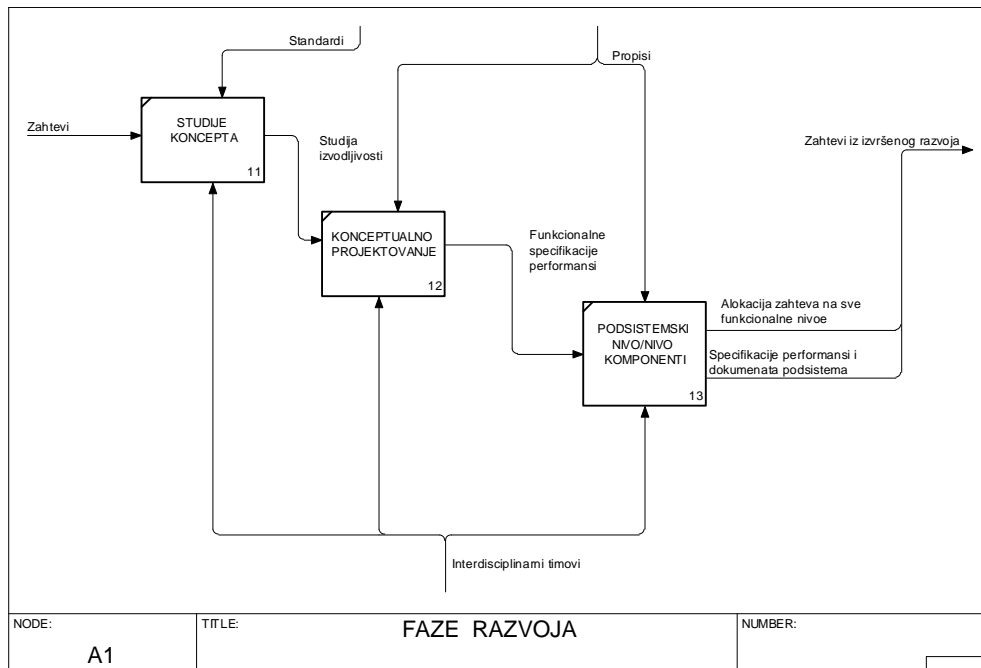 Standardi
Propisi
Zahtevi
STUDIJE
KONCEPTA
11
Studija
izvodljivosti
Zahtevi iz izvršenog razvoja
KONCEPTUALNO
PROJEKTOVANJE
12
Funkcionalne
specifikacije
performansi
PODSISTEMSKI
NIVO/NIVO
KOMPONENTI
13
Alokacija zahteva na sve
funkcionalne nivoe
Specifikacije performansi i
dokumenata podsistema
Interdisciplinarni timovi
NODE:
A1
TITLE:
FAZE RAZVOJA
NUMBER: